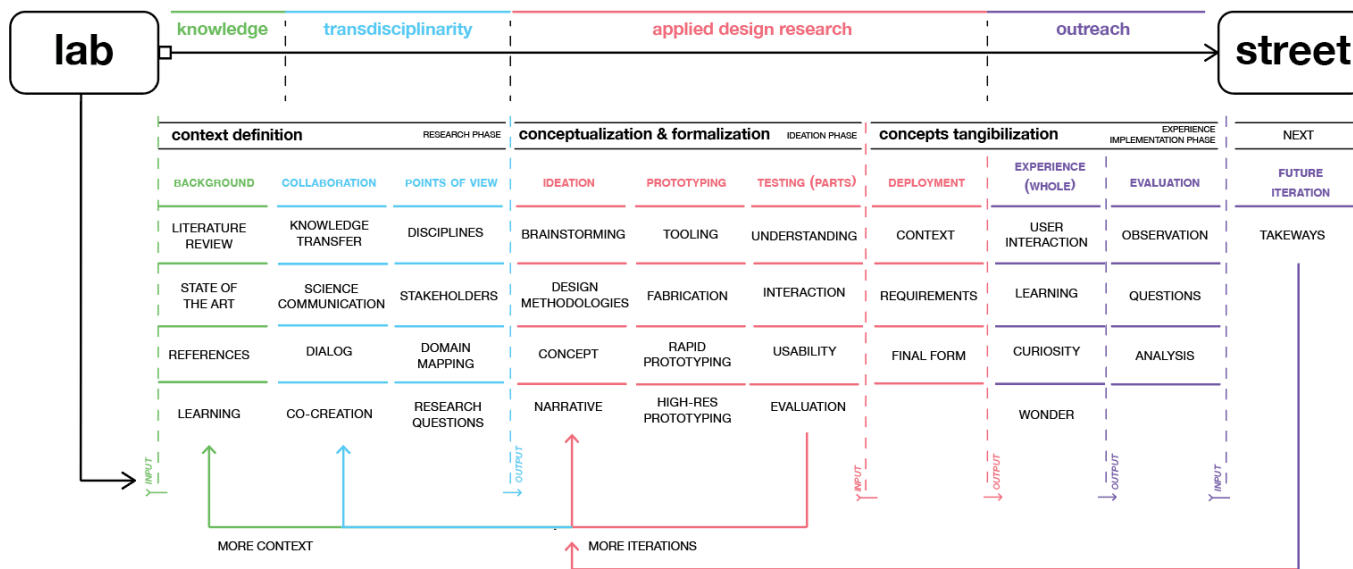 knowledge
transdisciplinarity
applied design research
outreach
lab
street
context definition
RESEARCH PHASE
conceptualization & formalization
IDEATION PHASE
concepts tangibilization
EXPERIENCE
IMPLEMENTATION PHASE
NEXT
BACKGROUND
LITERATURE
REVIEW
STATE OF
THE ART
REFERENCES
LEARNING
COLLABORATION
KNOWLEDGE
TRANSFER
SCIENCE
COMMUNICATION
DIALOG
CO-CREATION
POINTS OF VIEW
DISCIPLINES
STAKEHOLDERS
DOMAIN
MAPPING
RESEARCH
QUESTIONS
IDEATION
BRAINSTORMING
DESIGN
METHODOLOGIES
CONCEPT
NARRATIVE
PROTOTYPING
TOOLING
FABRICATION
RAPID
PROTOTYPING
HIGH-RES
PROTOTYPING
TESTING (PARTS)
UNDERSTANDING
INTERACTION
USABILITY
EVALUATION
DEPLOYMENT
CONTEXT
REQUIREMENTS
FINAL FORM
EXPERIENCE
(WHOLE)
USER
INTERACTION
LEARNING
CURIOSITY
WONDER
EVALUATION
OBSERVATION
QUESTIONS
ANALYSIS
FUTURE
ITERATION
TAKEWAYS
INPUT
OUTPUT
INPUT
OUTPUT
OUTPUT
INPUT
MORE CONTEXT
MORE ITERATIONS